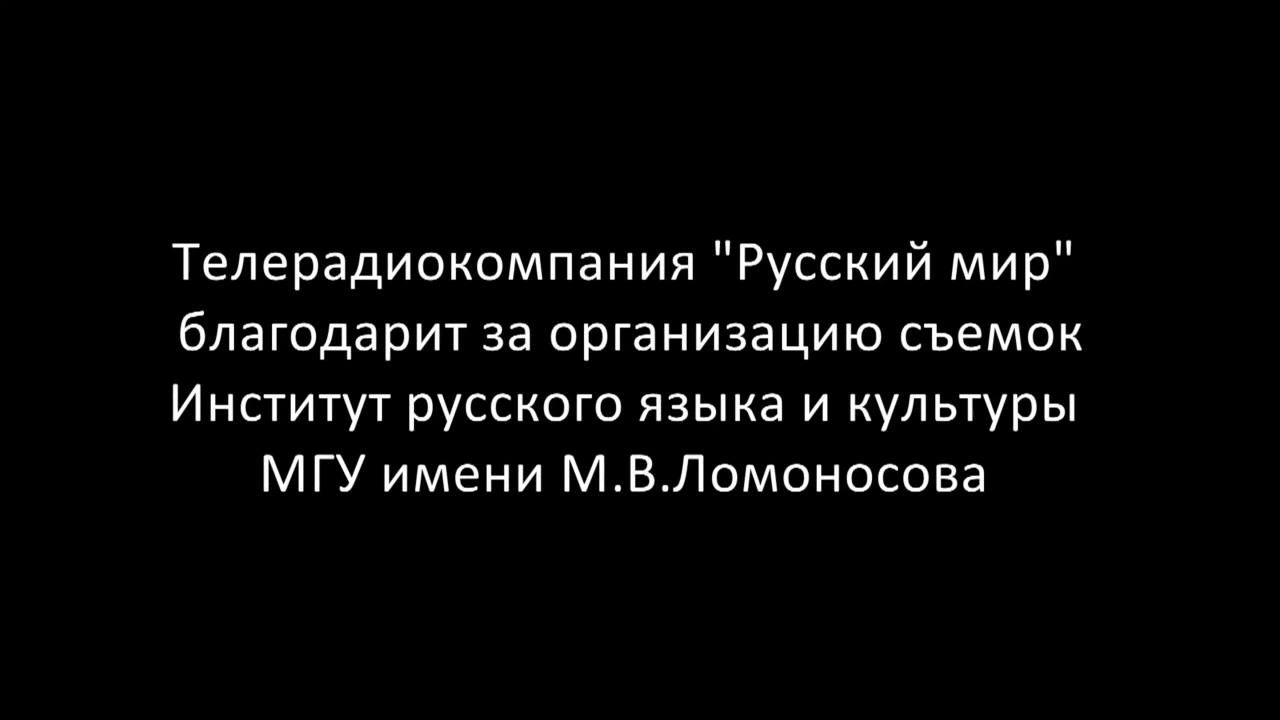 Телерадиокомпания "Русский мир"
благодарит за организацию съемок
Институт русского языка и культуры
МГУ имени М.В.Ломоносова